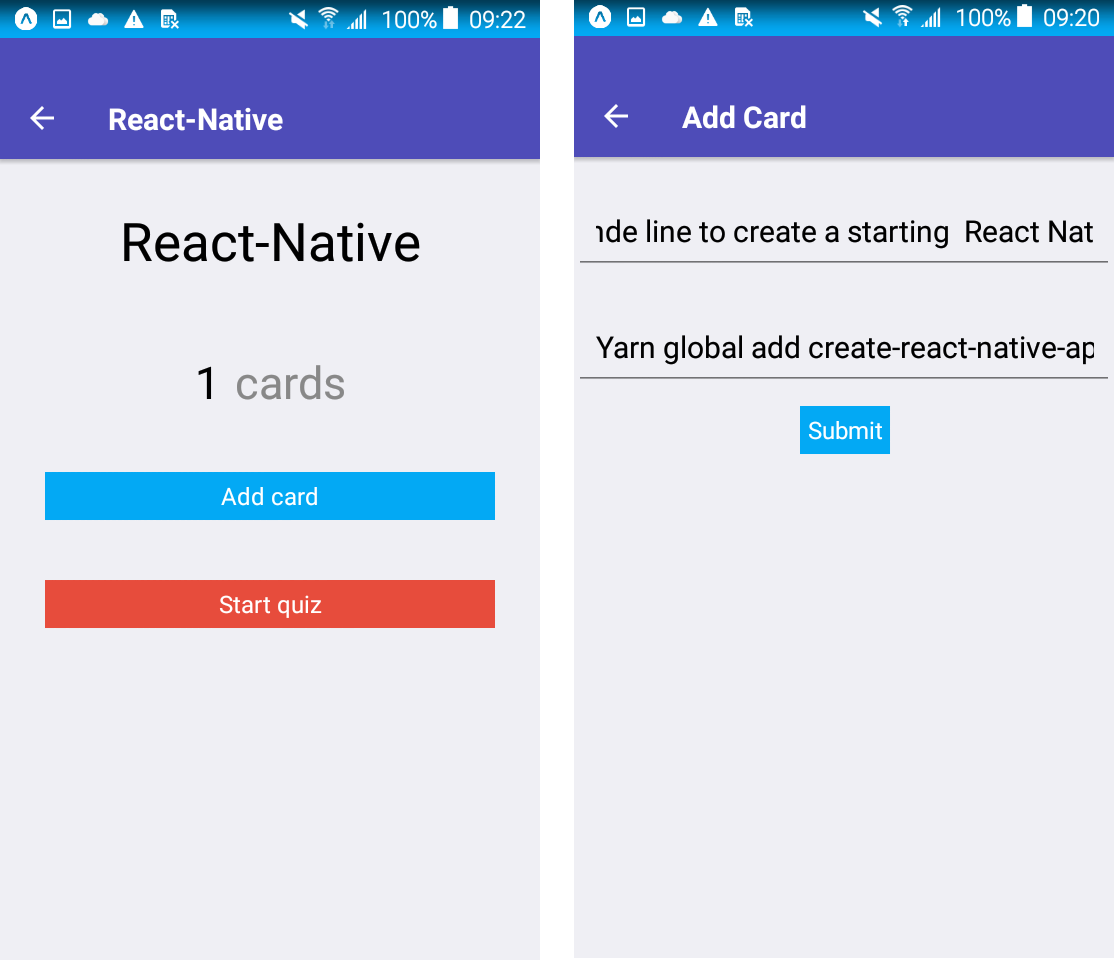 100% 09:22
React-Native
React-Native
1 cards
Add card
Start quiz
100% 09:20
Add Card
nde line to create a starting  React Nat
Yarn global add create-react-native-ap
Submit